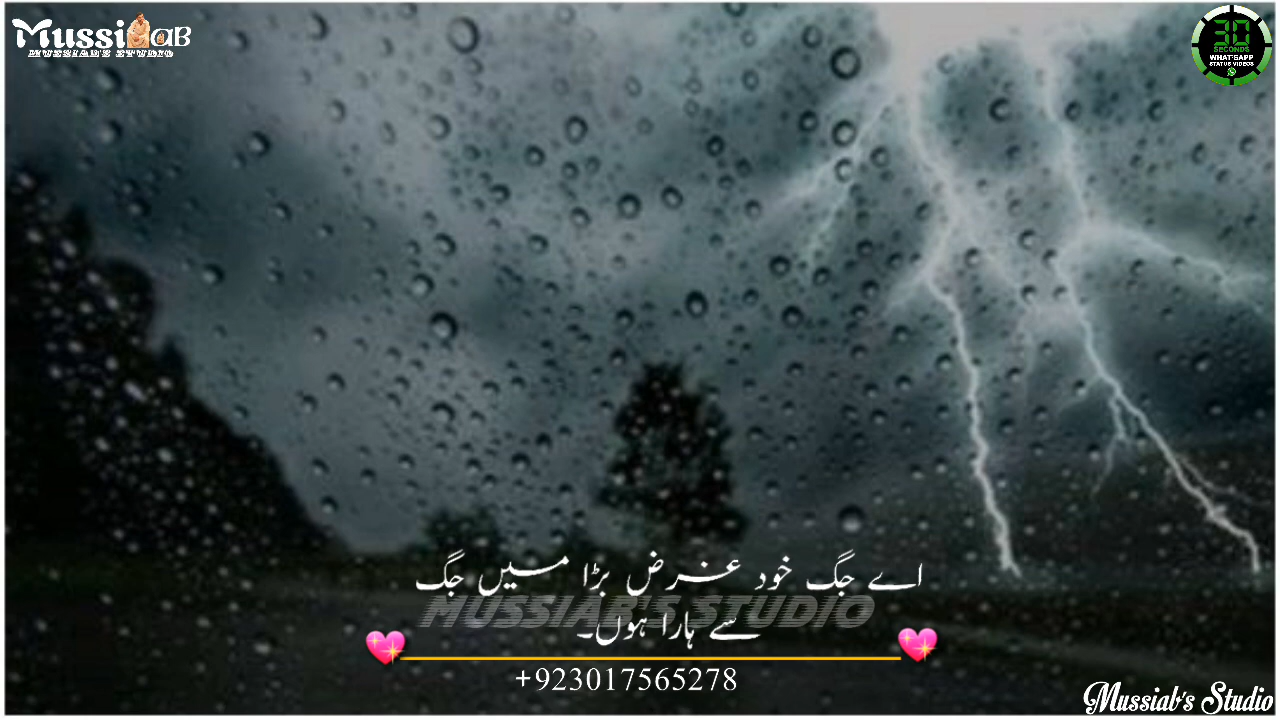 Mussiab
MUSSIAB'S STUDIO
30
SECONDS
WHATSAPP
STATUS VIDEOS
اے جگ خود غرض بڑا میں جگ
MUSSIAB'S STUDIO
سے ہارا ہوں۔
+923017565278
Mussiab's Studio